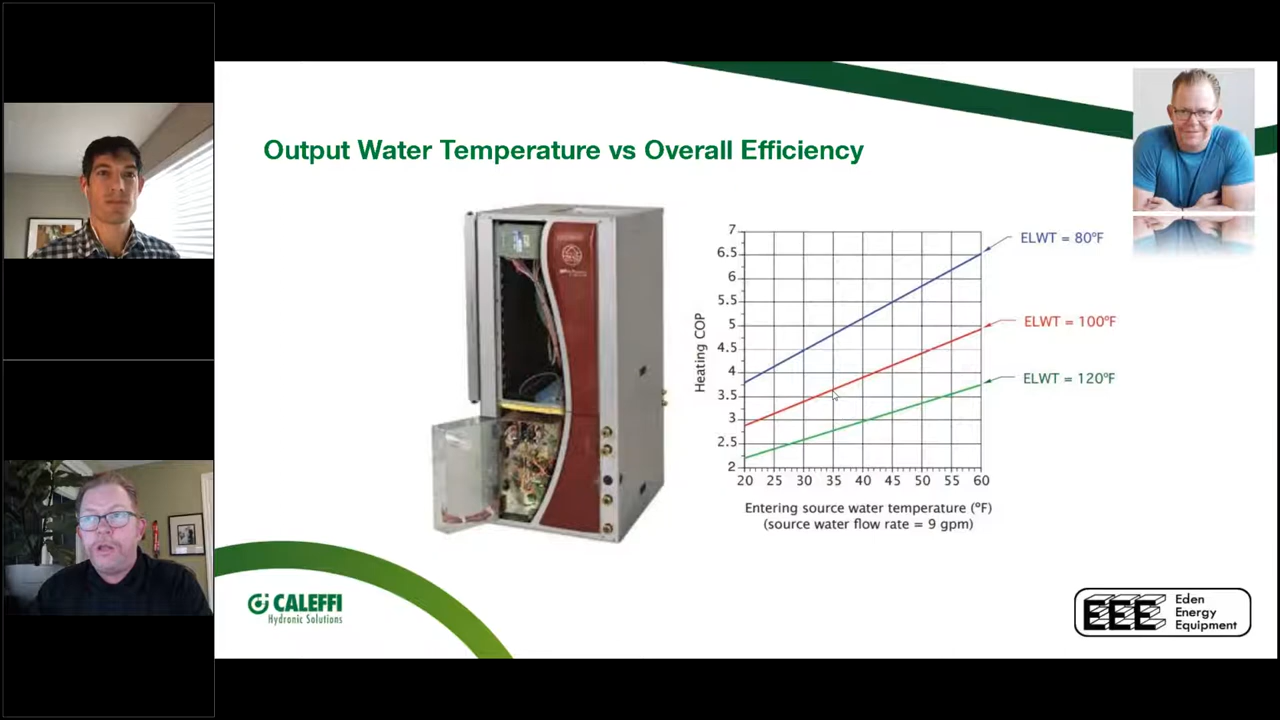 Output Water Temperature vs Overall Efficiency
7
6.5
6
5.5
5
4.5
4
3.5
3
2.5
2
Heating COP
20 25 30 35 40 45 50 55 60
Entering source water temperature (ºF)
(source water flow rate = 9 gpm)
ELWT = 80ºF
ELWT = 100ºF
ELWT = 120ºF
CALEFFI
Hydronic Solutions
EEE
Eden
Energy
Equipment